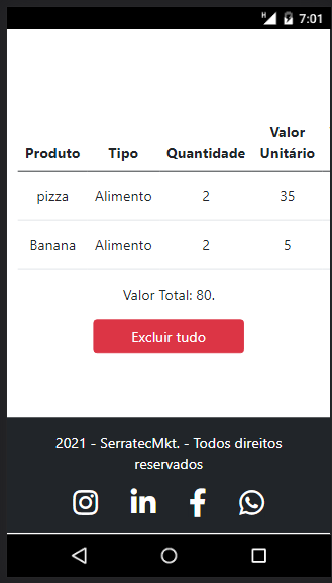 H 7:01
Valor
Produto Tipo Quantidade Unitário
pizza Alimento 2 35
Banana Alimento 2 5
Valor Total: 80.
Excluir tudo
2021 - SerratecMkt. - Todos direitos
reservados